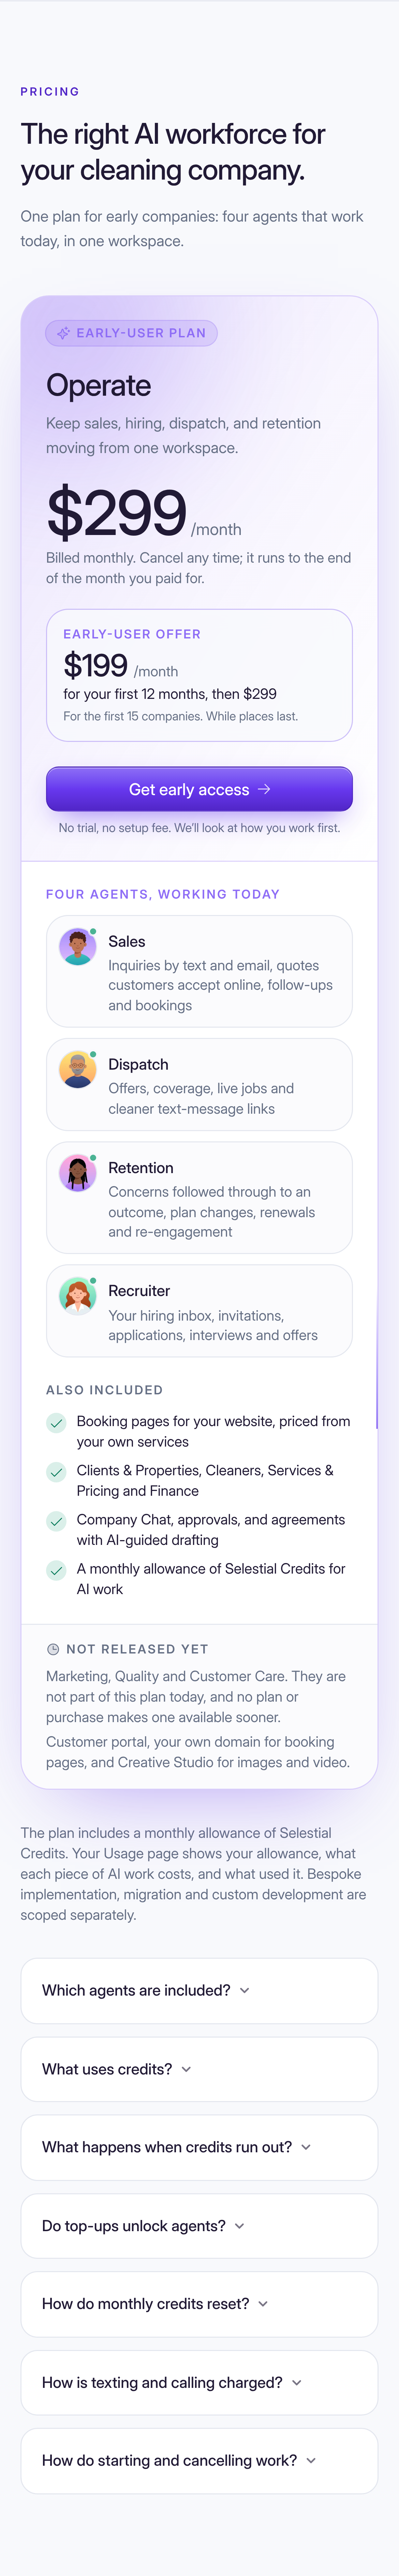 PRICING
The right AI workforce for
your cleaning company.
One plan for early companies: four agents that work
today, in one workspace.
EARLY-USER PLAN
Operate
Keep sales, hiring, dispatch, and retention
moving from one workspace.
$299 /month
Billed monthly. Cancel any time; it runs to the end
of the month you paid for.
EARLY-USER OFFER
$199 /month
for your first 12 months, then $299
For the first 15 companies. While places last.
Get early access →
No trial, no setup fee. We'll look at how you work first.
FOUR AGENTS, WORKING TODAY
Sales
Inquiries by text and email, quotes
customers accept online, follow-ups
and bookings
Dispatch
Offers, coverage, live jobs and
cleaner text-message links
Retention
Concerns followed through to an
outcome, plan changes, renewals
and re-engagement
Recruiter
Your hiring inbox, invitations,
applications, interviews and offers
ALSO INCLUDED
Booking pages for your website, priced from
your own services
Clients & Properties, Cleaners, Services &
Pricing and Finance
Company Chat, approvals, and agreements
with AI-guided drafting
A monthly allowance of Selestial Credits for
AI work
NOT RELEASED YET
Marketing, Quality and Customer Care. They are
not part of this plan today, and no plan or
purchase makes one available sooner.
Customer portal, your own domain for booking
pages, and Creative Studio for images and video.
The plan includes a monthly allowance of Selestial
Credits. Your Usage page shows your allowance, what
each piece of AI work costs, and what used it. Bespoke
implementation, migration and custom development are
scoped separately.
Which agents are included?
What uses credits?
What happens when credits run out?
Do top-ups unlock agents?
How do monthly credits reset?
How is texting and calling charged?
How do starting and cancelling work?